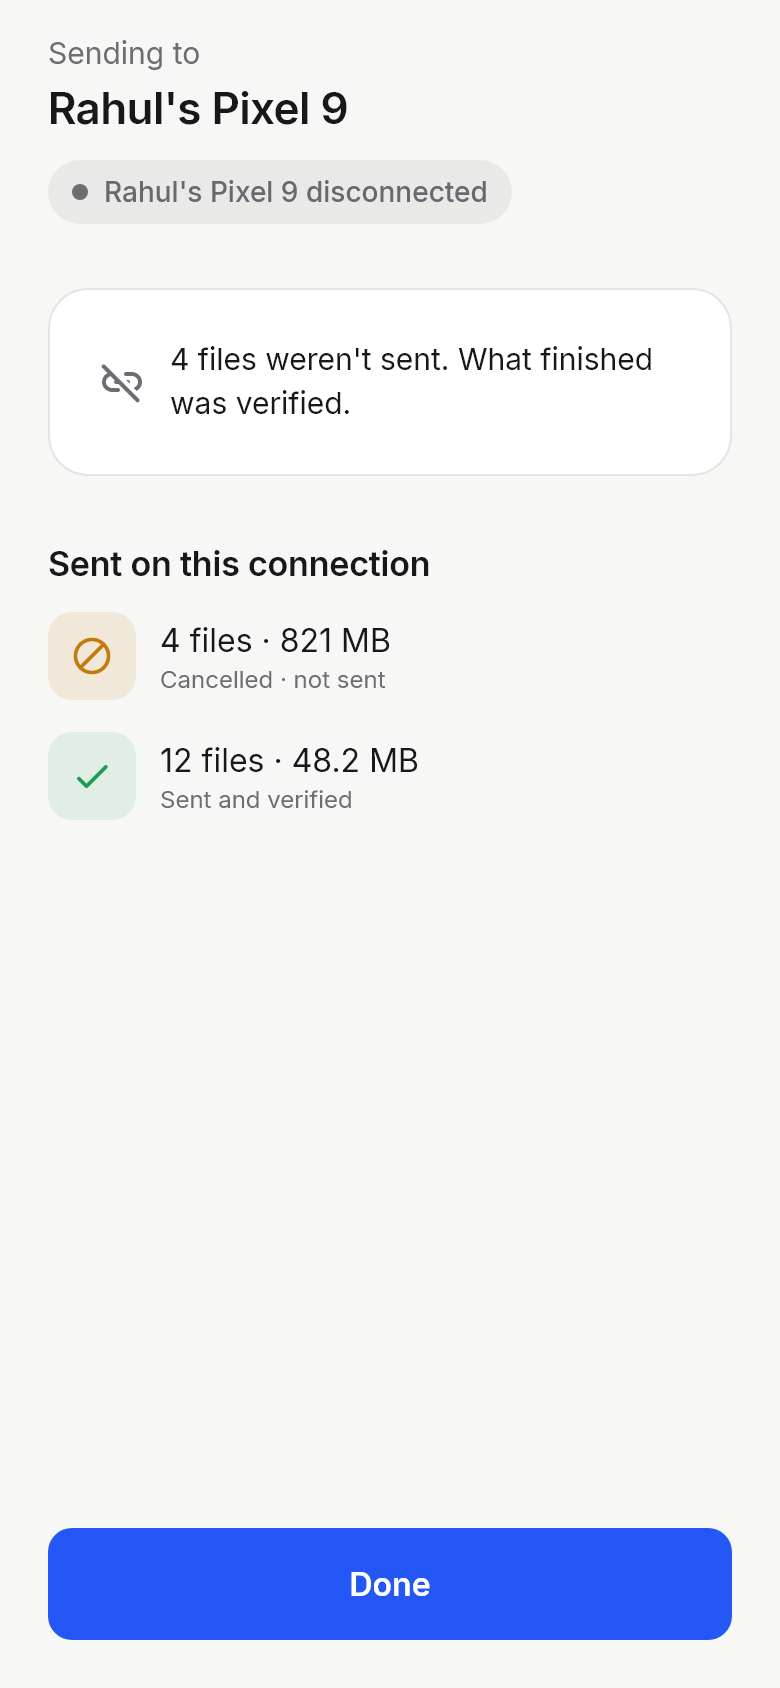 Sending to
Rahul's Pixel 9
Rahul's Pixel 9 disconnected
4 files weren't sent. What finished
was verified.
Sent on this connection
4 files · 821 MB
Cancelled · not sent
12 files · 48.2 MB
Sent and verified
Done